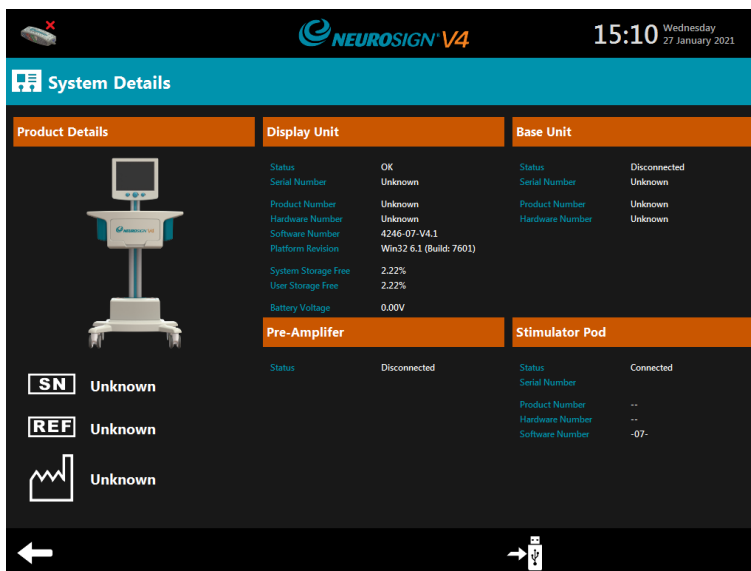 NEUROSIGN® V4
15:10 Wednesday
27 January 2021
System Details
Product Details
SN Unknown
REF Unknown
Unknown
Display Unit
Status OK
Serial Number Unknown
Product Number Unknown
Hardware Number Unknown
Software Number 4246-07-V4.1
Platform Revision Win32 6.1 (Build: 7601)
System Storage Free 2.22%
User Storage Free 2.22%
Battery Voltage 0.00V
Base Unit
Status Disconnected
Serial Number Unknown
Product Number Unknown
Hardware Number Unknown
Pre-Amplifer
Status Disconnected
Stimulator Pod
Status Connected
Serial Number
Product Number --
Hardware Number --
Software Number -07-